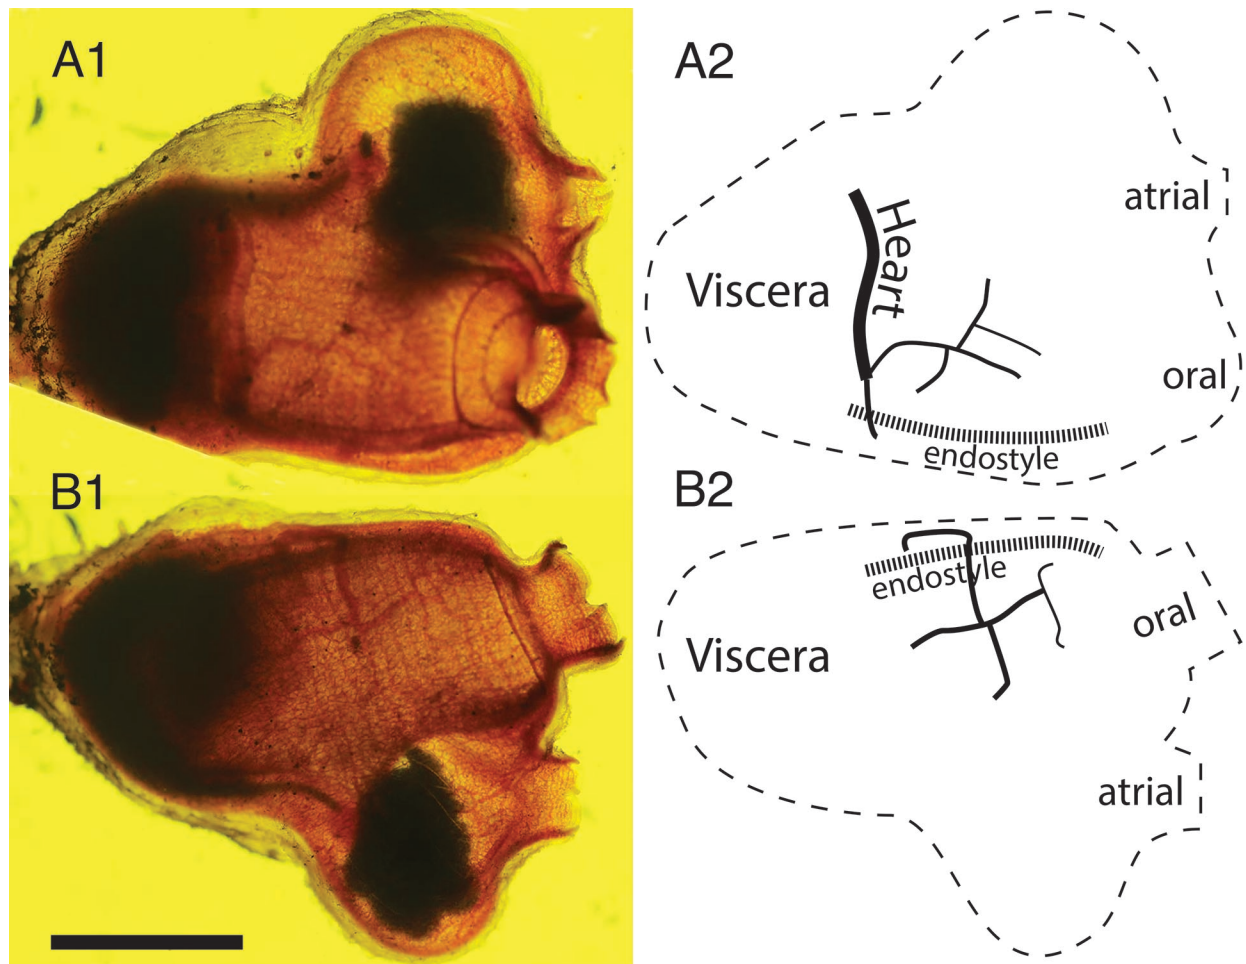 A1
A2
atrial
Heart
Viscera
oral
endostyle
B1
B2
endostyle
oral
Viscera
atrial